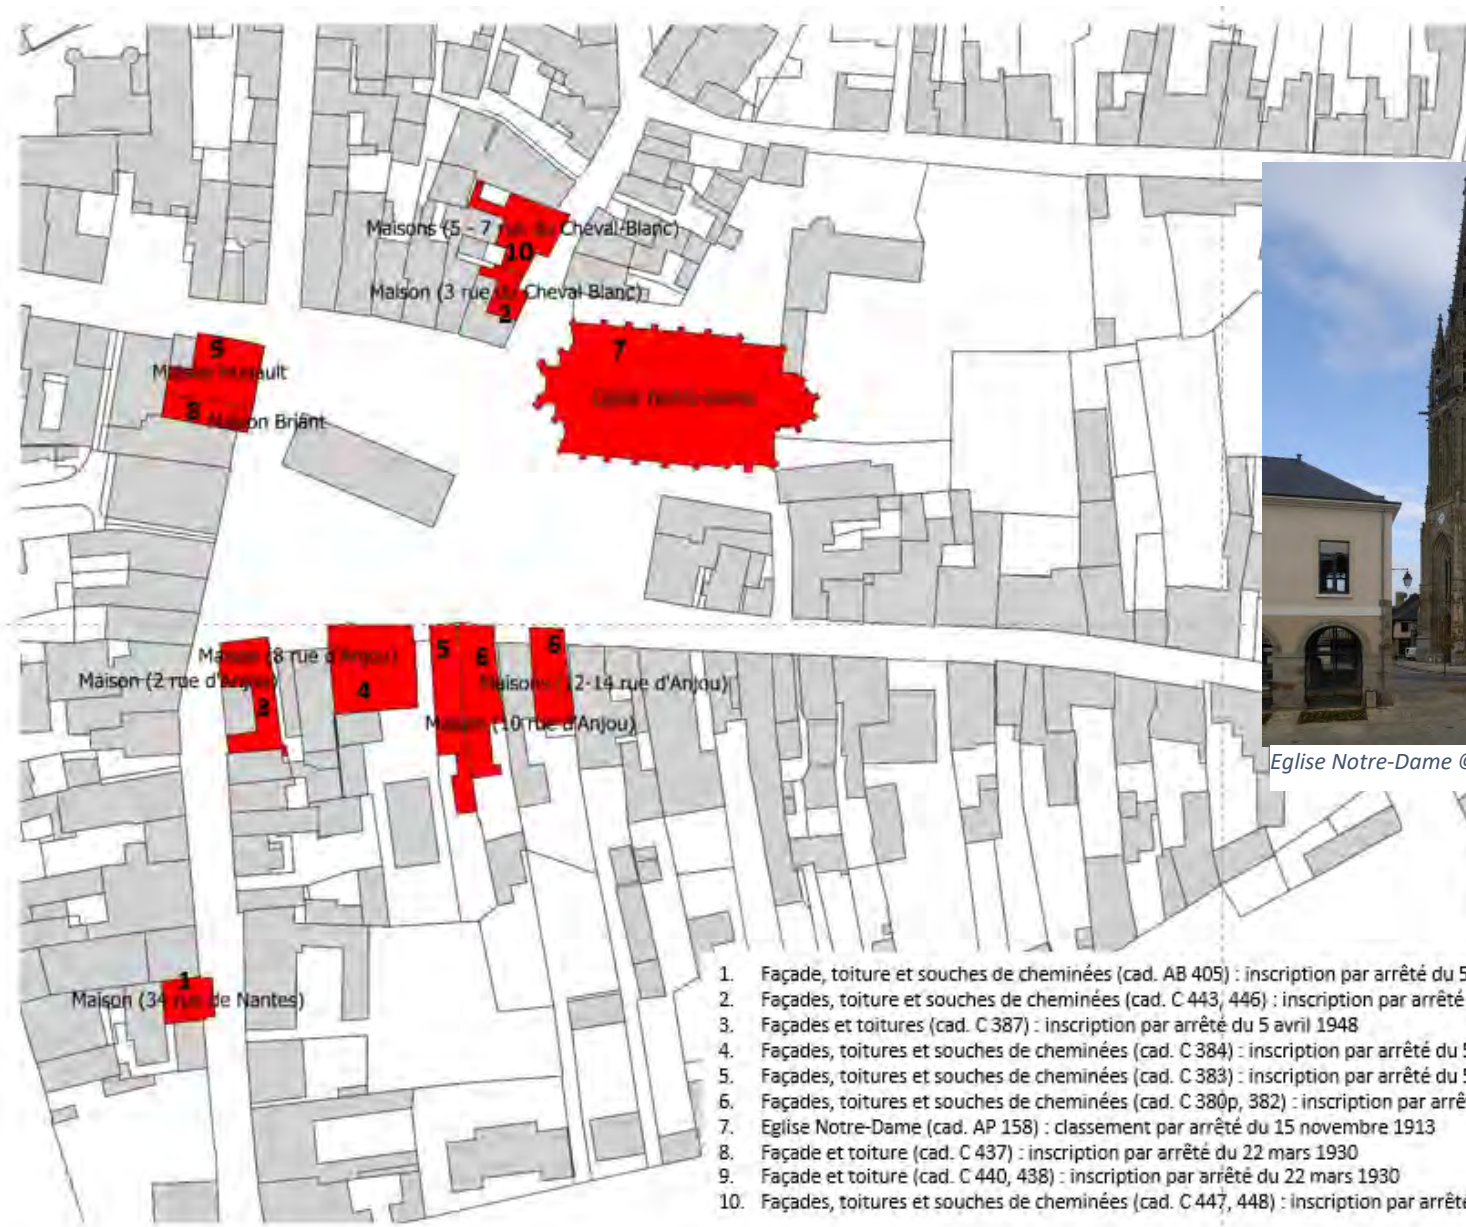 Maisons (5 - 7 rue du Cheval-Blanc)
10
Maison (3 rue du Cheval Blanc)
2
7
Eglise Notre-Dame
9
Maison
8
Maison Briant
Maison (8 rue d'Anjou)
Maison (2 rue d'Anjou)
4
5
6
6
Maisons (12-14 rue d'Anjou)
Maison (10 rue d'Anjou)
1
Maison (34 rue de Nantes)
Eglise Notre-Dame ©
1. Façade, toiture et souches de cheminées (cad. AB 405) : inscription par arrêté du 5
2. Façades, toiture et souches de cheminées (cad. C 443, 446) : inscription par arrêté
3. Façades et toitures (cad. C 387) : inscription par arrêté du 5 avril 1948
4. Façades, toitures et souches de cheminées (cad. C 384) : inscription par arrêté du 5
5. Façades, toitures et souches de cheminées (cad. C 383) : inscription par arrêté du 5
6. Façades, toitures et souches de cheminées (cad. C 380p, 382) : inscription par arrê
7. Eglise Notre-Dame (cad. AP 158) : classement par arrêté du 15 novembre 1913
8. Façade et toiture (cad. C 437) : inscription par arrêté du 22 mars 1930
9. Façade et toiture (cad. C 440, 438) : inscription par arrêté du 22 mars 1930
10. Façades, toitures et souches de cheminées (cad. C 447, 448) : inscription par arrêté